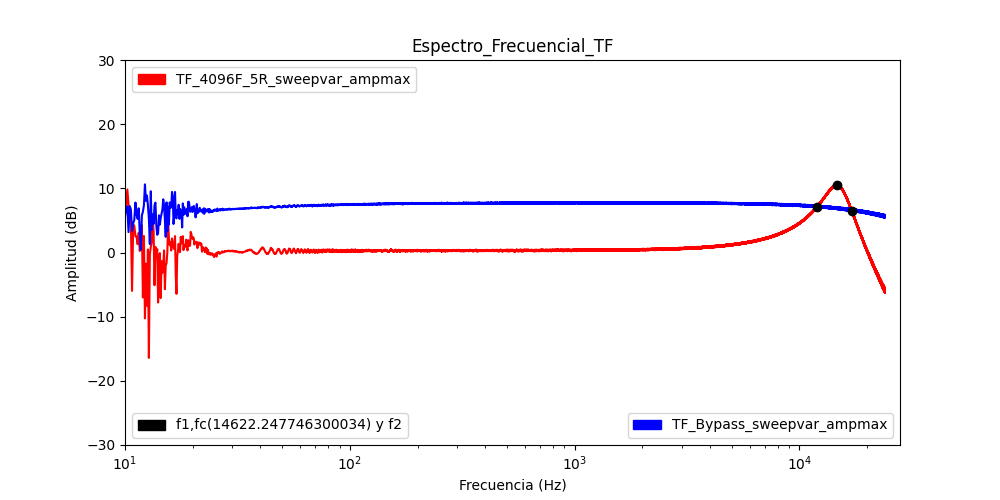 Espectro_Frecuencial_TF
TF_4096F_5R_sweepvar_ampmax
30
20
10
0
−10
−20
−30
Amplitud (dB)
f1,fc(14622.247746300034) y f2
TF_Bypass_sweepvar_ampmax
10¹ 10² 10³ 10⁴
Frecuencia (Hz)